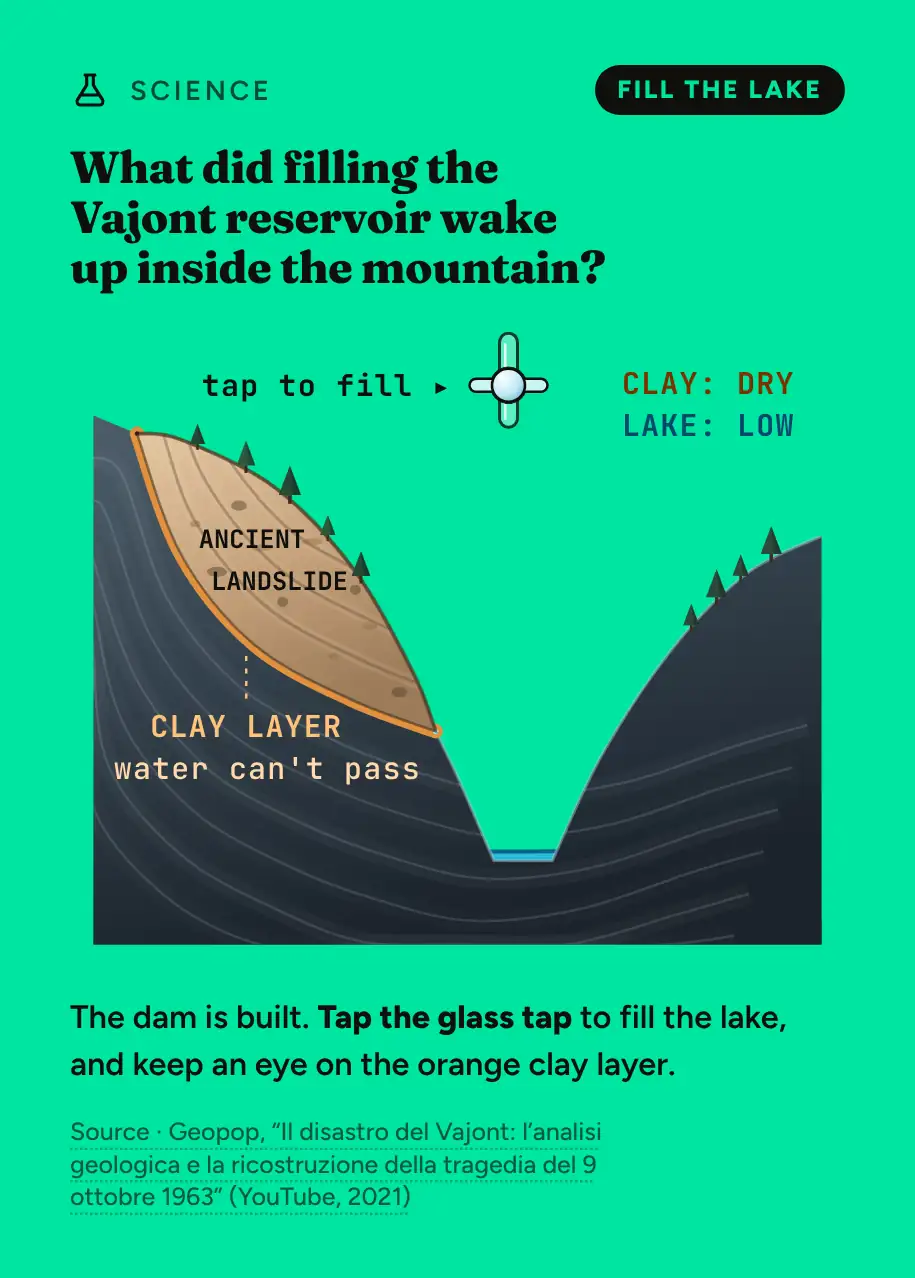 SCIENCE
FILL THE LAKE
What did filling the
Vajont reservoir wake
up inside the mountain?
tap to fill ▸
CLAY: DRY
LAKE: LOW
ANCIENT
LANDSLIDE
CLAY LAYER
water can't pass
The dam is built. Tap the glass tap to fill the lake,
and keep an eye on the orange clay layer.
Source · Geopop, “Il disastro del Vajont: l’analisi
geologica e la ricostruzione della tragedia del 9
ottobre 1963” (YouTube, 2021)